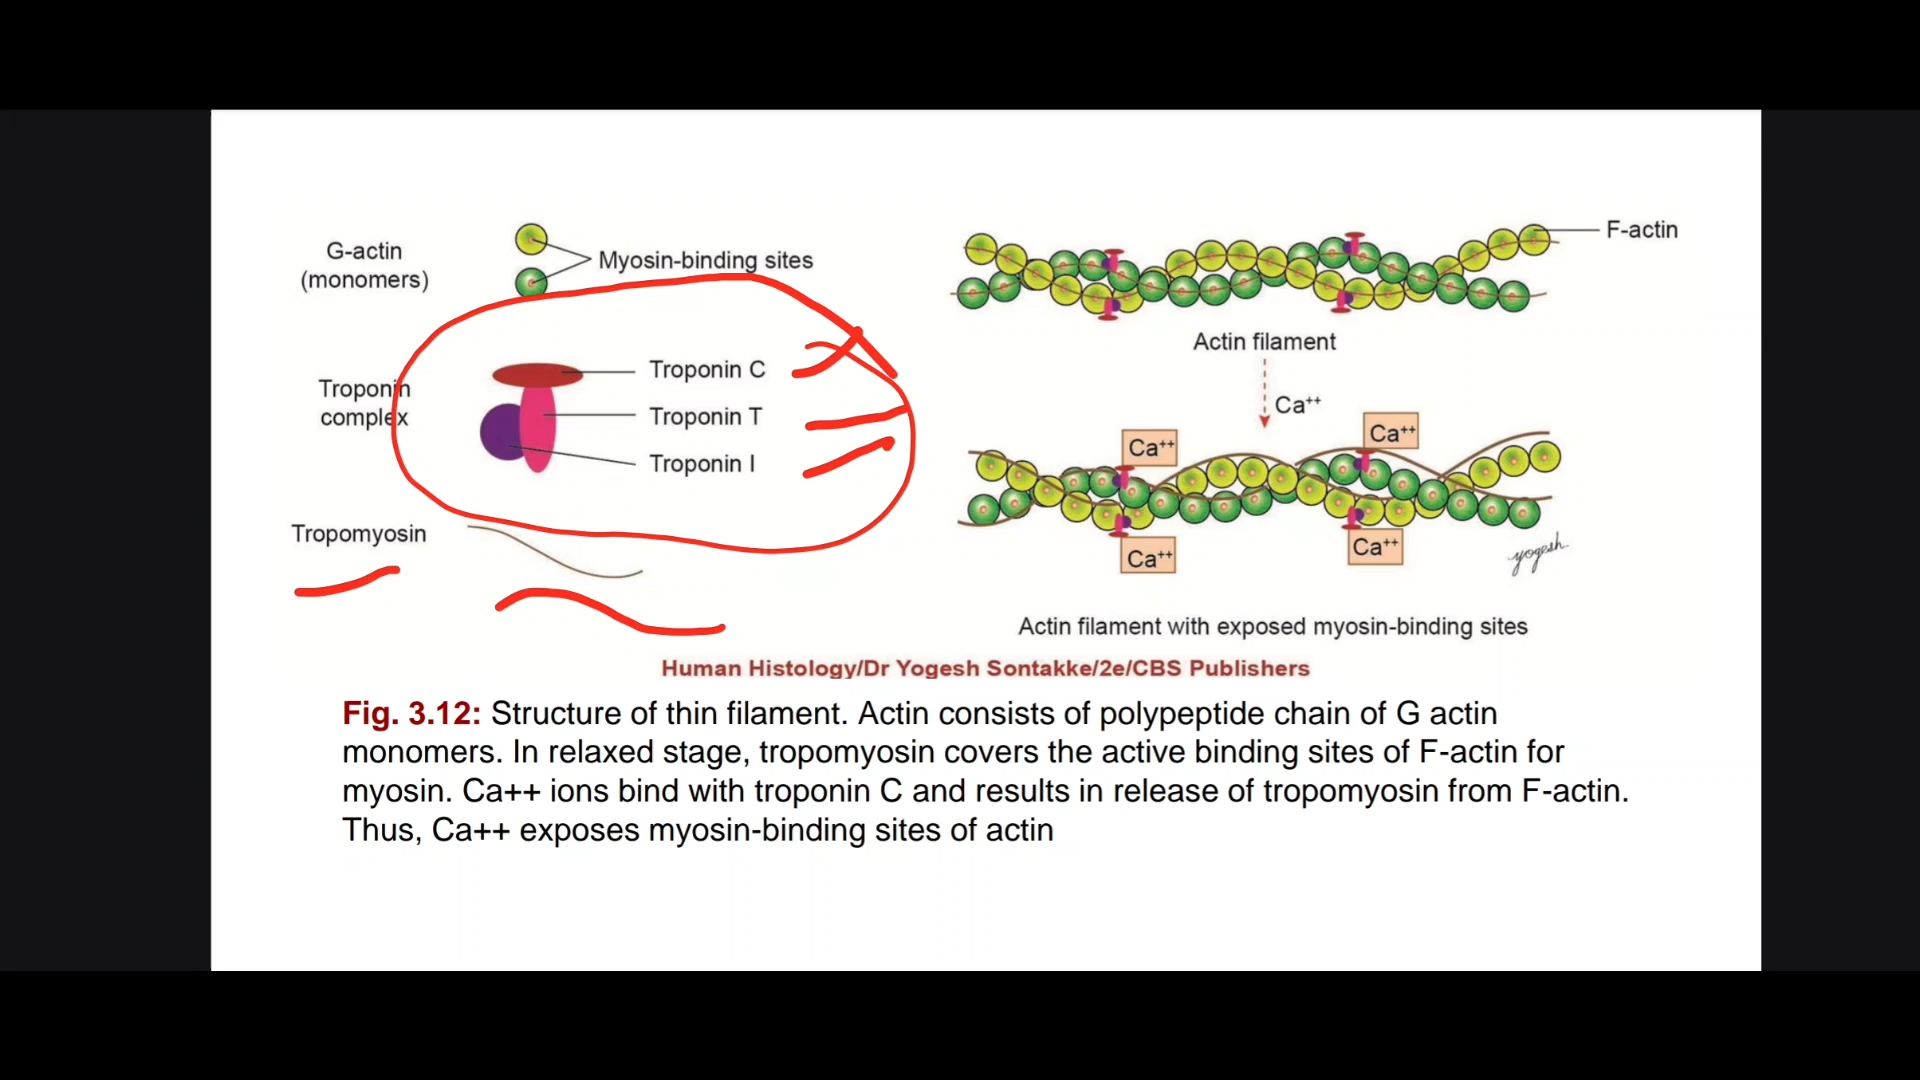 G-actin
(monomers)
Myosin-binding sites
Troponin
complex
Troponin C
Troponin T
Troponin I
Tropomyosin
F-actin
Actin filament
Ca++
Ca++
Ca++
Ca++
Ca++
yogesh
Actin filament with exposed myosin-binding sites
Human Histology/Dr Yogesh Sontakke/2e/CBS Publishers
Fig. 3.12: Structure of thin filament. Actin consists of polypeptide chain of G actin
monomers. In relaxed stage, tropomyosin covers the active binding sites of F-actin for
myosin. Ca++ ions bind with troponin C and results in release of tropomyosin from F-actin.
Thus, Ca++ exposes myosin-binding sites of actin